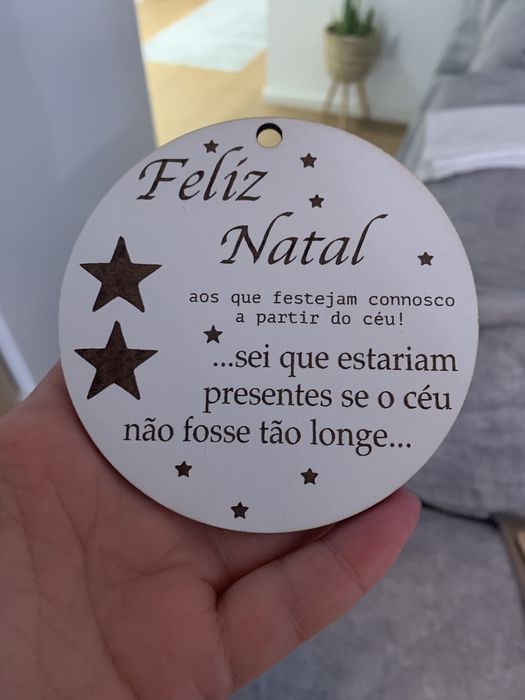 Feliz
Natal
aos que festejam connosco
a partir do céu!
...sei que estariam
presentes se o céu
não fosse tão longe...